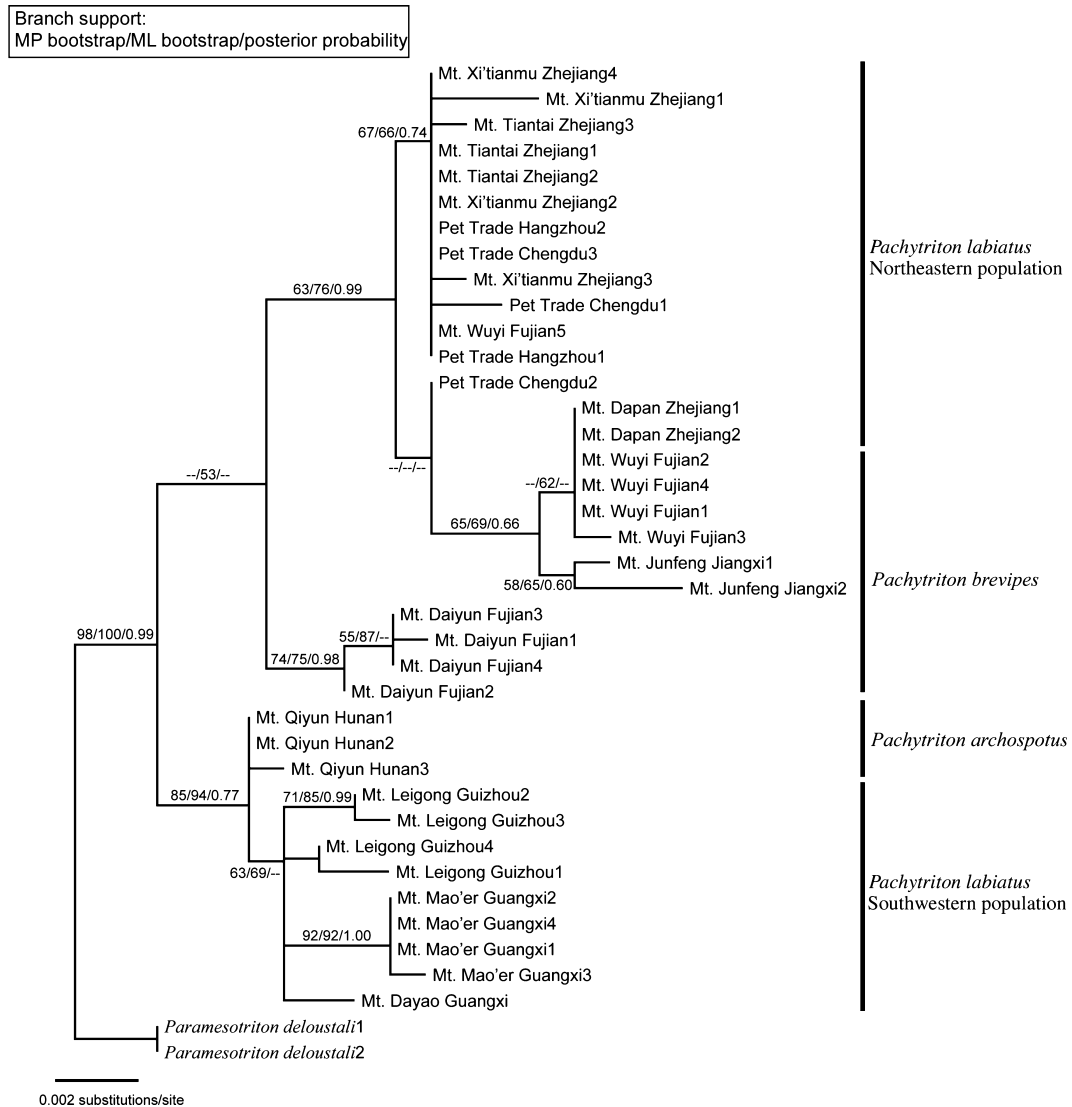 Branch support:
MP bootstrap/ML bootstrap/posterior probability
Mt. Xi'tianmu Zhejiang4
Mt. Xi'tianmu Zhejiang1
Mt. Tiantai Zhejiang3
67/66/0.74
Mt. Tiantai Zhejiang1
Mt. Tiantai Zhejiang2
Mt. Xi'tianmu Zhejiang2
Pet Trade Hangzhou2
Pachytriton labiatus
Northeastern population
Pet Trade Chengdu3
Mt. Xi'tianmu Zhejiang3
63/76/0.99
Pet Trade Chengdu1
Mt. Wuyi Fujian5
Pet Trade Hangzhou1
Pet Trade Chengdu2
Mt. Dapan Zhejiang1
Mt. Dapan Zhejiang2
Mt. Wuyi Fujian2
--/--/--
--/53/--
--/62/--
Mt. Wuyi Fujian4
Mt. Wuyi Fujian1
65/69/0.66
Mt. Wuyi Fujian3
Mt. Junfeng Jiangxi1
58/65/0.60
Pachytriton brevipes
Mt. Junfeng Jiangxi2
Mt. Daiyun Fujian3
98/100/0.99
55/87/--
Mt. Daiyun Fujian1
74/75/0.98
Mt. Daiyun Fujian4
Mt. Daiyun Fujian2
Mt. Qiyun Hunan1
Mt. Qiyun Hunan2
Pachytriton archospotus
Mt. Qiyun Hunan3
85/94/0.77
71/85/0.99
Mt. Leigong Guizhou2
Mt. Leigong Guizhou3
Mt. Leigong Guizhou4
63/69/--
Mt. Leigong Guizhou1
Pachytriton labiatus
Southwestern population
Mt. Mao'er Guangxi2
Mt. Mao'er Guangxi4
92/92/1.00
Mt. Mao'er Guangxi1
Mt. Mao'er Guangxi3
Mt. Dayao Guangxi
Paramesotriton deloustali1
Paramesotriton deloustali2
0.002 substitutions/site